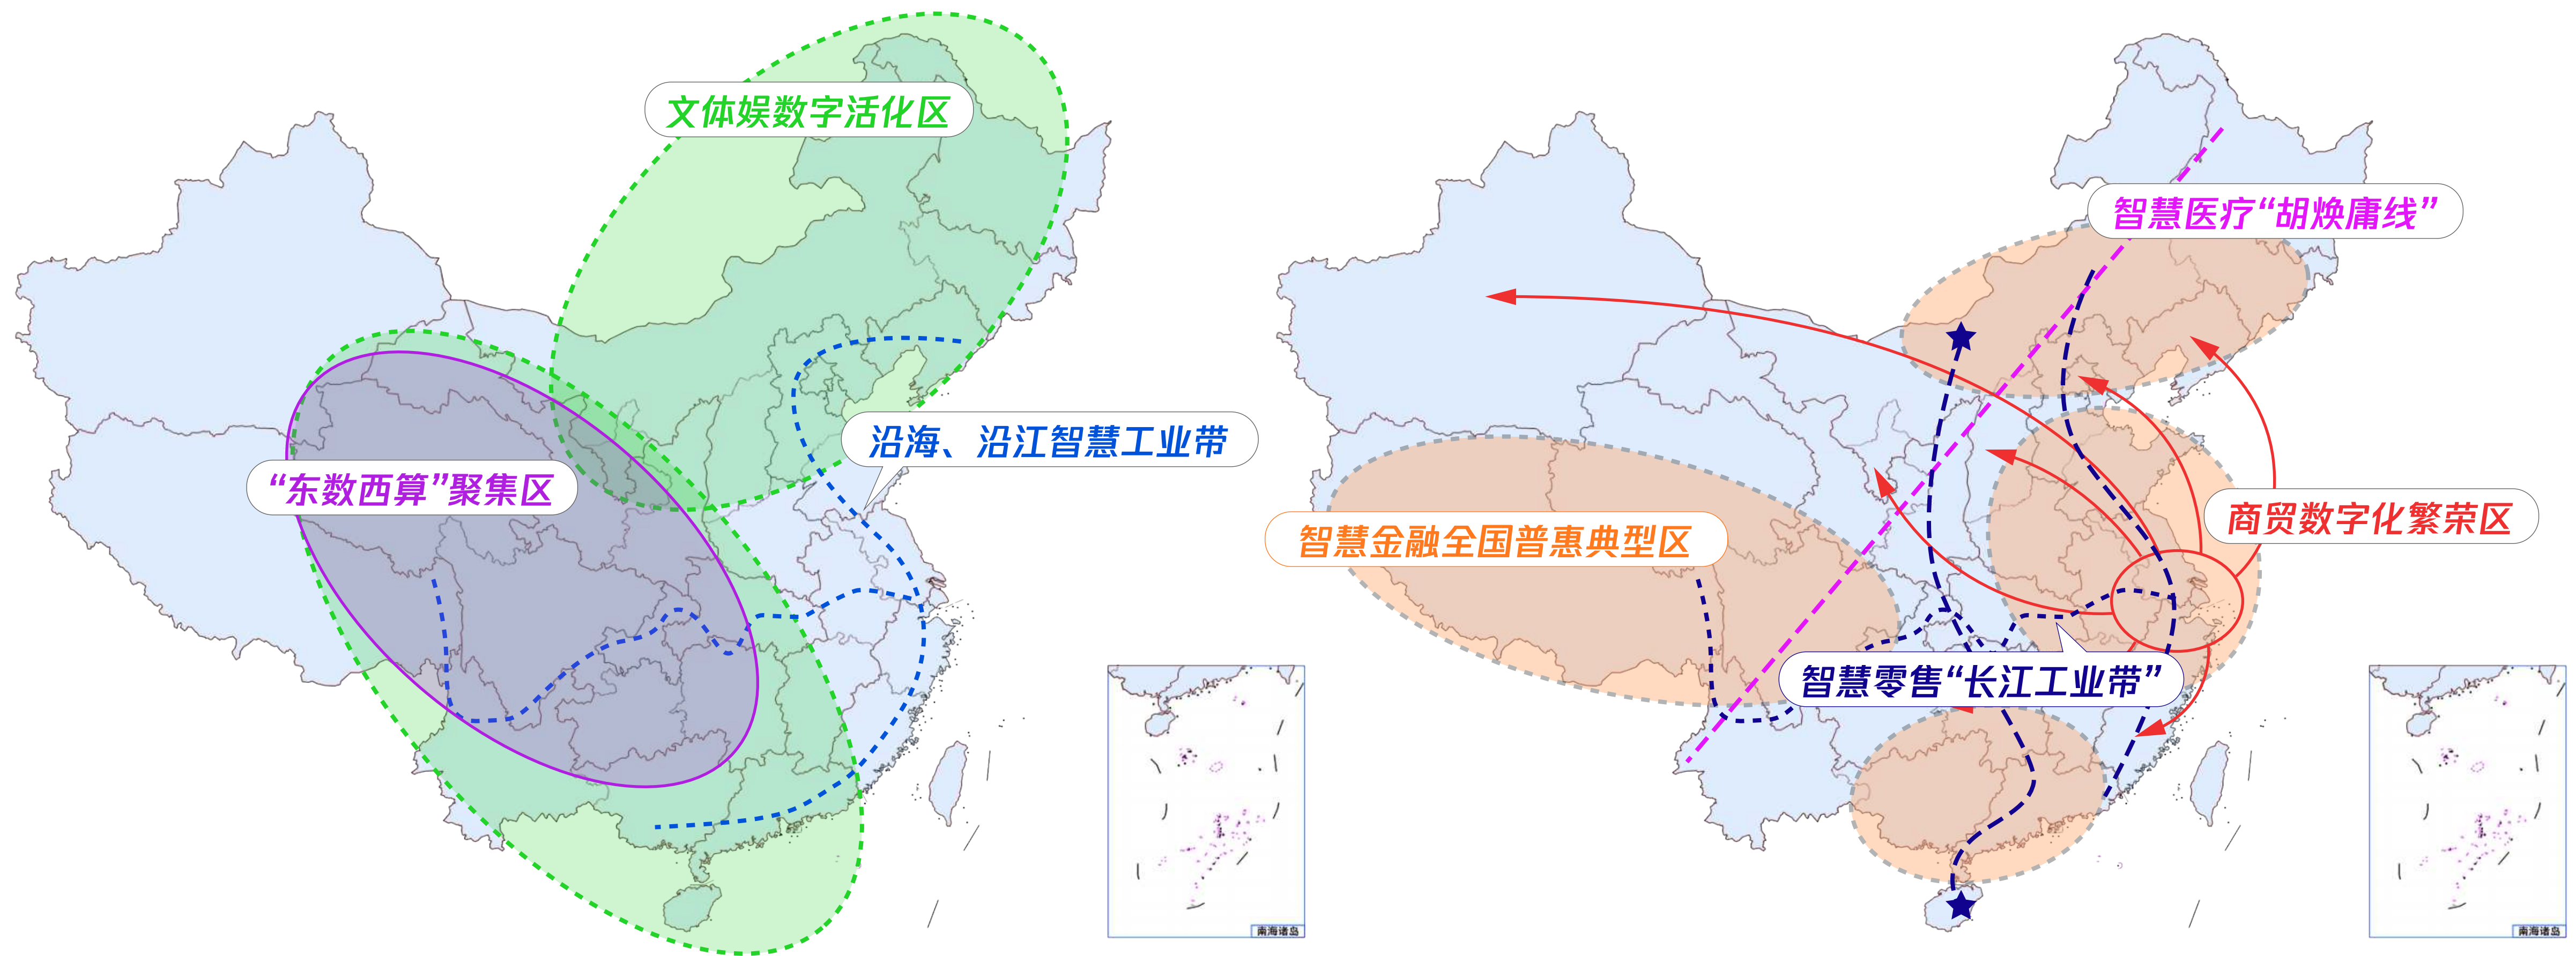 文体娱数字活化区
沿海、沿江智慧工业带
“东数西算”聚集区
南海诸岛
智慧医疗“胡焕庸线”
商贸数字化繁荣区
智慧金融全国普惠典型区
智慧零售“长江工业带”
南海诸岛